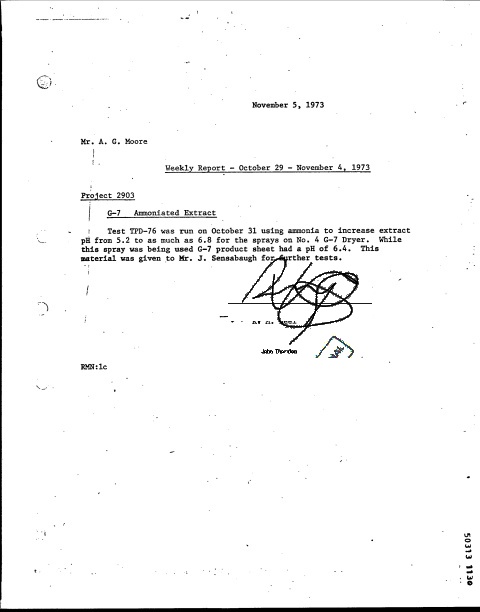 November 5, 1973
Mr. A. G. Moore
Weekly Report - October 29 - November 4, 1973
Project 2903
G-7 Ammoniated Extract
Test TPD-76 was run on October 31 using ammonia to increase extract
pH from 5.2 to as much as 6.8 for the sprays on No. 4 G-7 Dryer. While
this spray was being used G-7 product sheet had a pH of 6.4. This
material was given to Mr. J. Sensabaugh for further tests.
John Thornton
RMN:lc
50313 1130